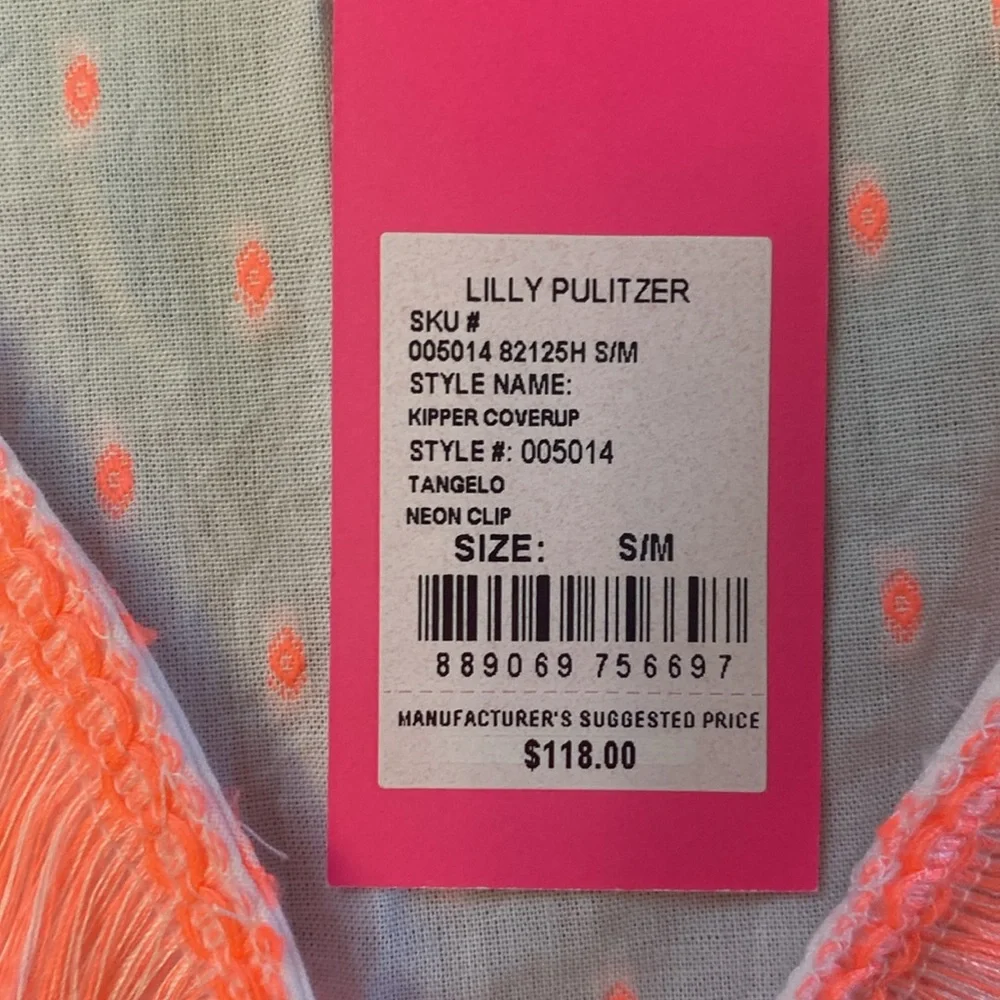 LILLY PULITZER
SKU #
005014 82125H S/M
STYLE NAME:
KIPPER COVERUP
STYLE #: 005014
TANGELO
NEON CLIP
SIZE: S/M
889069 756697
MANUFACTURER'S SUGGESTED PRICE
$118.00